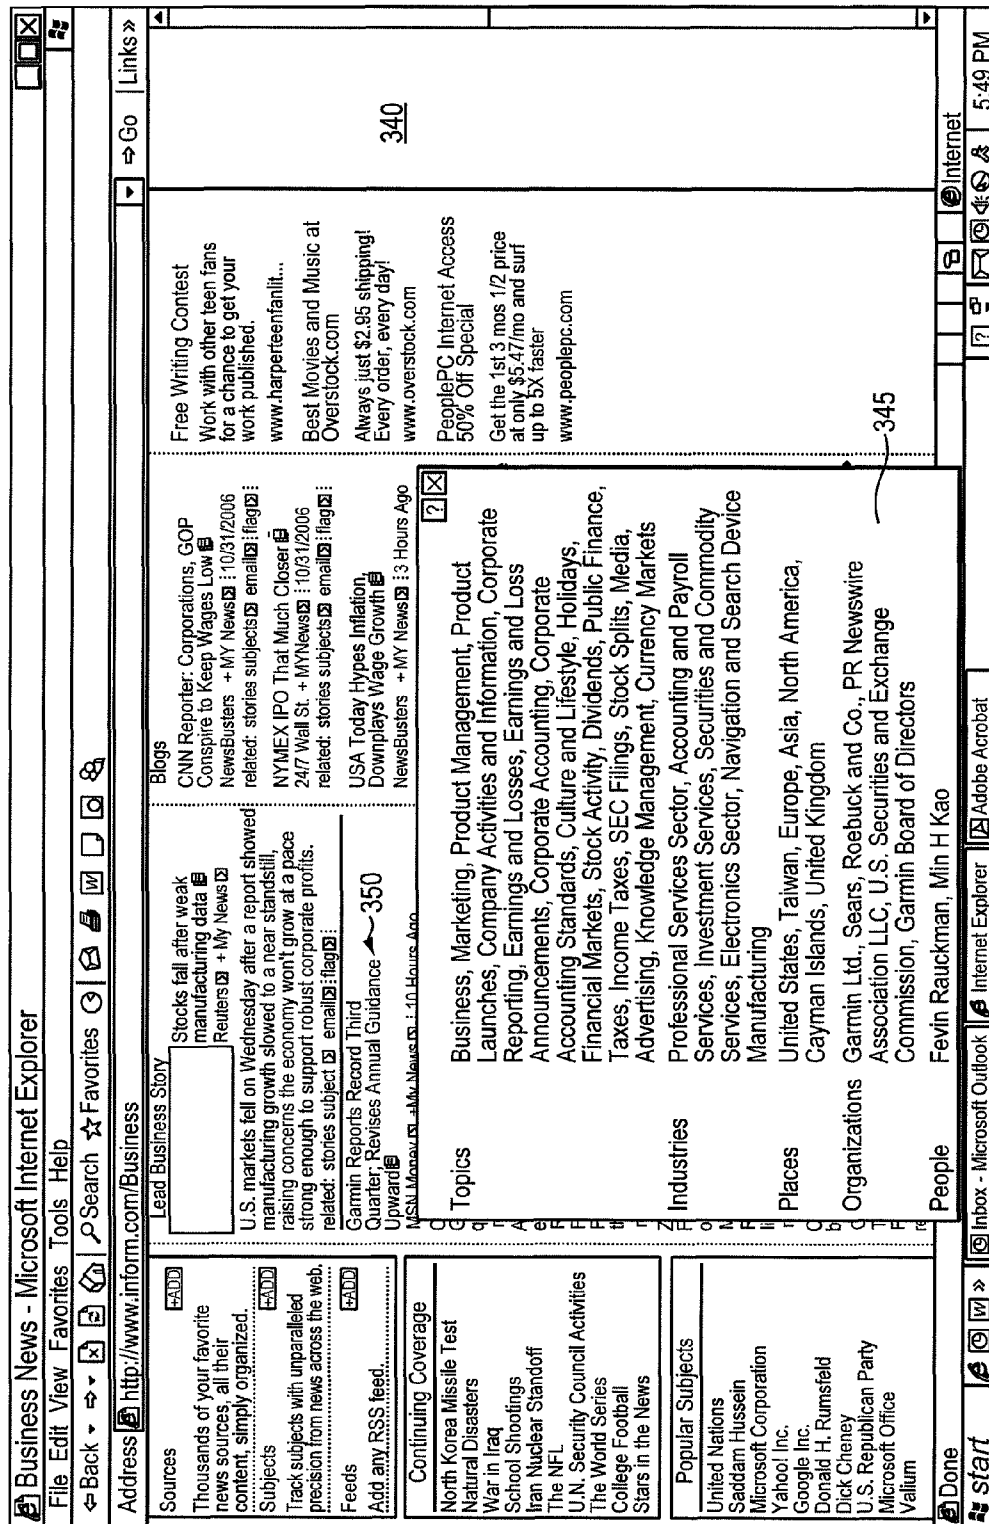 Business News - Microsoft Internet Explorer
File Edit View Favorites Tools Help
Back Search Favorites
Address http://www.inform.com/Business Go Links »
Sources +ADD
Thousands of your favorite
news sources, all their
content, simply organized.
Subjects +ADD
Track subjects with unparalleled
precision from news across the web.
Feeds +ADD
Add any RSS feed.
Continuing Coverage
North Korea Missile Test
Natural Disasters
War in Iraq
School Shootings
Iran Nuclear Standoff
The NFL
U.N. Security Council Activities
The World Series
College Football
Stars in the News
Popular Subjects
United Nations
Saddam Hussein
Microsoft Corporation
Yahoo! Inc.
Google Inc.
Donald H. Rumsfeld
Dick Cheney
U.S. Republican Party
Microsoft Office
Valium
Lead Business Story
Stocks fall after weak
manufacturing data
Reuters + My News
U.S. markets fell on Wednesday after a report showed
manufacturing growth slowed to a near standstill,
raising concerns the economy won't grow at a pace
strong enough to support robust corporate profits.
related: stories subject email flag
Garmin Reports Record Third
Quarter; Revises Annual Guidance
Upward
350
MSN Money +My News 10 Hours Ago
Blogs
CNN Reporter: Corporations, GOP
Conspire to Keep Wages Low
NewsBusters + MY News 10/31/2006
related: stories subjects email flag
NYMEX IPO That Much Closer
24/7 Wall St. + MYNews 10/31/2006
related: stories subjects email flag
USA Today Hypes Inflation,
Downplays Wage Growth
NewsBusters + MY News 3 Hours Ago
Free Writing Contest
Work with other teen fans
for a chance to get your
work published.
www.harperteenfanlit...
Best Movies and Music at
Overstock.com
Always just $2.95 shipping!
Every order, every day!
www.overstock.com
PeoplePC Internet Access
50% Off Special
Get the 1st 3 mos 1/2 price
at only $5.47/mo and surf
up to 5X faster
www.peoplepc.com
340
Topics Business, Marketing, Product Management, Product
Launches, Company Activities and Information, Corporate
Reporting, Earnings and Losses, Earnings and Loss
Announcements, Corporate Accounting, Corporate
Accounting Standards, Culture and Lifestyle, Holidays,
Financial Markets, Stock Activity, Dividends, Public Finance,
Taxes, Income Taxes, SEC Filings, Stock Splits, Media,
Advertising, Knowledge Management, Currency Markets
Industries Professional Services Sector, Accounting and Payroll
Services, Investment Services, Securities and Commodity
Services, Electronics Sector, Navigation and Search Device
Manufacturing
Places United States, Taiwan, Europe, Asia, North America,
Cayman Islands, United Kingdom
Organizations Garmin Ltd., Sears, Roebuck and Co., PR Newswire
Association LLC, U.S. Securities and Exchange
Commission, Garmin Board of Directors
People Fevin Rauckman, Min H Kao
345
Done Internet
start W » Inbox - Microsoft Outlook Internet Explorer Adobe Acrobat 5:49 PM